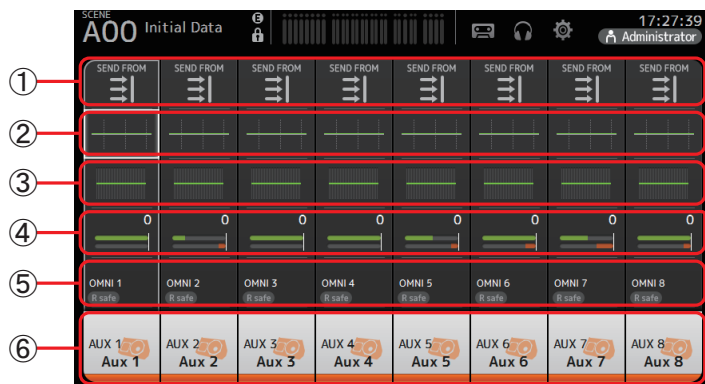 SCENE
A00 Initial Data
E
17:27:39
Administrator
① SEND FROM SEND FROM SEND FROM SEND FROM SEND FROM SEND FROM SEND FROM SEND FROM
②
③
④ 0 0 0 0 0 0 0 0
⑤ OMNI 1 OMNI 2 OMNI 3 OMNI 4 OMNI 5 OMNI 6 OMNI 7 OMNI 8
R safe R safe R safe R safe R safe R safe R safe R safe
⑥ AUX 1 AUX 2 AUX 3 AUX 4 AUX 5 AUX 6 AUX 7 AUX 8
Aux 1 Aux 2 Aux 3 Aux 4 Aux 5 Aux 6 Aux 7 Aux 8